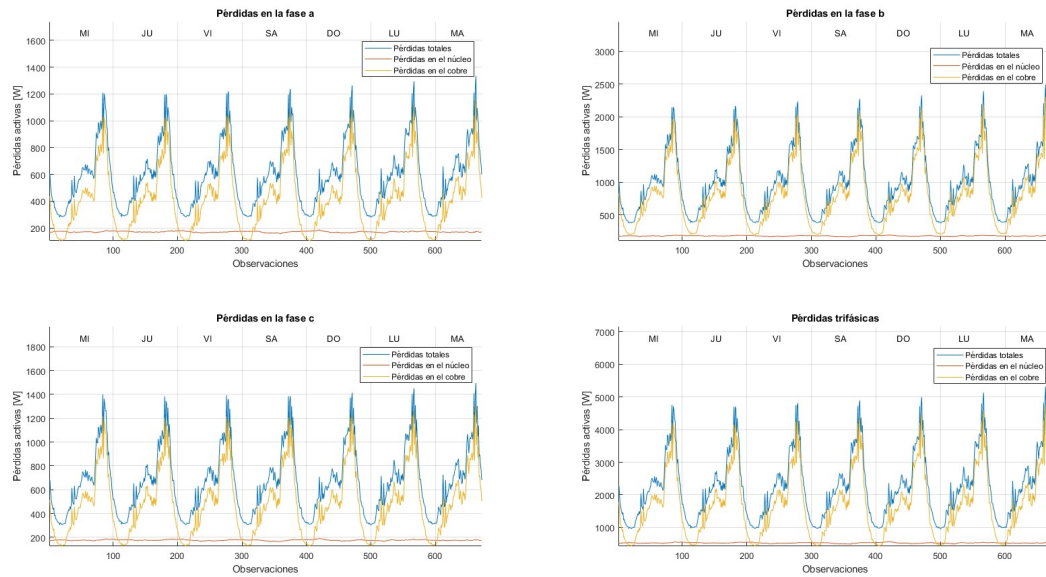 Pérdidas en la fase a
MI JU VI SA DO LU MA
Pérdidas totales
Pérdidas en el núcleo
Pérdidas en el cobre
Pérdidas activas [W]
1600
1400
1200
1000
800
600
400
200
100 200 300 400 500 600
Observaciones
Pérdidas en la fase b
MI JU VI SA DO LU MA
Pérdidas totales
Pérdidas en el núcleo
Pérdidas en el cobre
Pérdidas activas [W]
3000
2500
2000
1500
1000
500
100 200 300 400 500 600
Observaciones
Pérdidas en la fase c
MI JU VI SA DO LU MA
Pérdidas totales
Pérdidas en el núcleo
Pérdidas en el cobre
Pérdidas activas [W]
1800
1600
1400
1200
1000
800
600
400
200
100 200 300 400 500 600
Observaciones
Pérdidas trifásicas
MI JU VI SA DO LU MA
Pérdidas totales
Pérdidas en el núcleo
Pérdidas en el cobre
Pérdidas activas [W]
7000
6000
5000
4000
3000
2000
1000
100 200 300 400 500 600
Observaciones